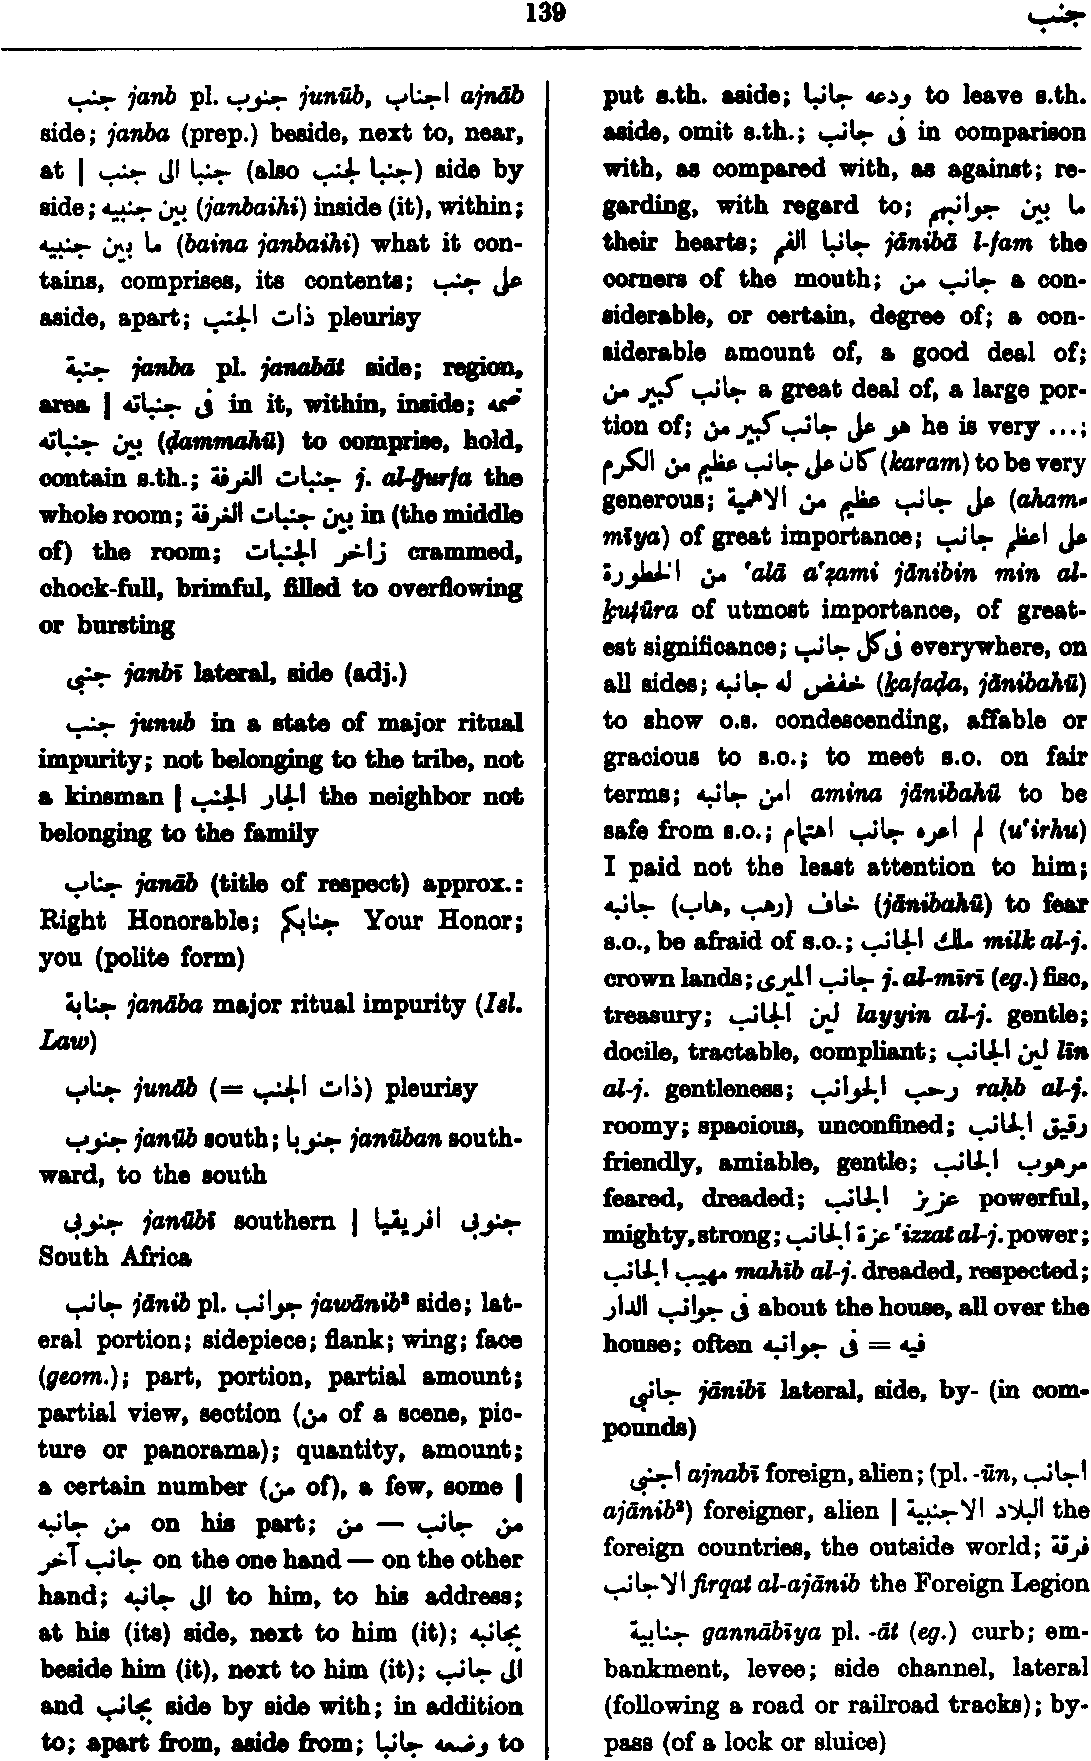 139 جنب
جنب janb pl. جنوب junūb, اجناب ajnāb
side; janba (prep.) beside, next to, near,
at | جنبا الى جنب (also جنبا لجنب) side by
side; بين جنبيه (janbaihi) inside (it), within;
ما بين جنبيه (baina janbaihi) what it con-
tains, comprises, its contents; على جنب
aside, apart; ذات الجنب pleurisy
جنبة janba pl. janabāt side; region,
area | فى جنباته in it, within, inside; ضمه
بين جنباته (ḍammahū) to comprise, hold,
contain s.th.; جنبات الغرفة j. al-ḡurfa the
whole room; بين جنبات الغرفة in (the middle
of) the room; زاخر الجنبات crammed,
chock-full, brimful, filled to overflowing
or bursting
جنبى janbī lateral, side (adj.)
جنب junub in a state of major ritual
impurity; not belonging to the tribe, not
a kinsman | الجار الجنب the neighbor not
belonging to the family
جناب janāb (title of respect) approx.:
Right Honorable; جنابكم Your Honor;
you (polite form)
جنابة janāba major ritual impurity (Isl.
Law)
جناب junāb (= ذات الجنب) pleurisy
جنوب janūb south; جنوبا janūban south-
ward, to the south
جنوبى janūbī southern | جنوبى افريقيا
South Africa
جانب jānib pl. جوانب jawānib² side; lat-
eral portion; sidepiece; flank; wing; face
(geom.); part, portion, partial amount;
partial view, section (من of a scene, pic-
ture or panorama); quantity, amount;
a certain number (من of), a few, some |
من جانبه on his part; من جانب — من
جانب آخر on the one hand — on the other
hand; الى جانبه to him, to his address;
at his (its) side, next to him (it); بجانبه
beside him (it), next to him (it); الى جانب
and بجانب side by side with; in addition
to; apart from, aside from; وضعه جانبا to
put s.th. aside; ودعه جانبا to leave s.th.
aside, omit s.th.; فى جانب in comparison
with, as compared with, as against; re-
garding, with regard to; ما بين جوانبهم
their hearts; جانبا الفم jānibā l-fam the
corners of the mouth; جانب من a con-
siderable, or certain, degree of; a con-
siderable amount of, a good deal of;
جانب كبير من a great deal of, a large por-
tion of; هو على جانب كبير من he is very ...;
كان على جانب عظيم من الكرم (karam) to be very
generous; على جانب عظيم من الاهمية (aham-
mīya) of great importance; على اعظم جانب
من الخطورة ‘alā a‘ẓami jānibin min al-
ḵuṭūra of utmost importance, of great-
est significance; فى كل جانب everywhere, on
all sides; خفض له جانبه (ḵafaḍa, jānibahū)
to show o.s. condescending, affable or
gracious to s.o.; to meet s.o. on fair
terms; امن جانبه amina jānibahū to be
safe from s.o.; لم اعره جانب اهتمام (u‘irhu)
I paid not the least attention to him;
خاف (رهب, هاب) جانبه (jānibahū) to fear
s.o., be afraid of s.o.; ملك الجانب milk al-j.
crown lands; جانب الميرى j. al-mīrī (eg.) fisc,
treasury; لين الجانب layyin al-j. gentle;
docile, tractable, compliant; لين الجانب līn
al-j. gentleness; رحب الجوانب raḥb al-j.
roomy; spacious, unconfined; رقيق الجانب
friendly, amiable, gentle; مرهوب الجانب
feared, dreaded; عزيز الجانب powerful,
mighty, strong; عزة الجانب ‘izzat al-j. power;
مهيب الجانب mahīb al-j. dreaded, respected;
فى جوانب الدار about the house, all over the
house; often فيه = فى جوانبه
جانبى jānibī lateral, side, by- (in com-
pounds)
اجنبى ajnabī foreign, alien; (pl. -ūn, اجانب
ajānib²) foreigner, alien | البلاد الاجنبية the
foreign countries, the outside world; فرقة
الاجانب firqat al-ajānib the Foreign Legion
جنابية gannābīya pl. -āt (eg.) curb; em-
bankment, levee; side channel, lateral
(following a road or railroad tracks); by-
pass (of a lock or sluice)